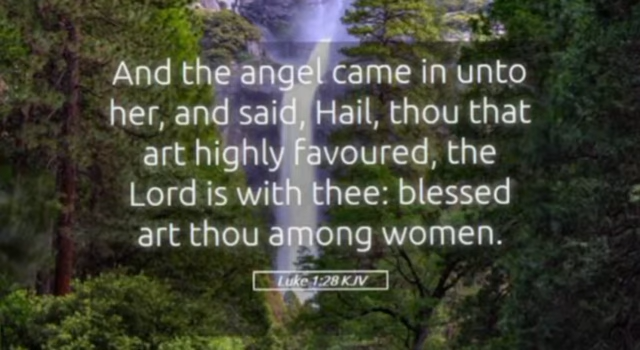 And the angel came in unto
her, and said, Hail, thou that
art highly favoured, the
Lord is with thee: blessed
art thou among women.
Luke 1:28 KJV